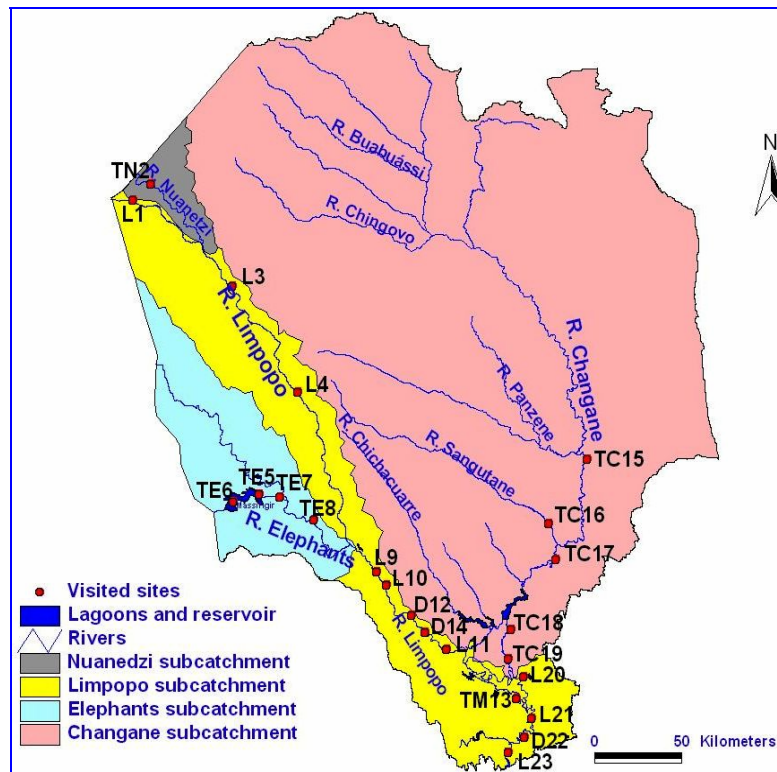 N
R. Buahuássi
TN2
R. Nuanetzi
L1
R. Chingovo
L3
R. Limpopo
R. Changane
L4
R. Panzene
R. Chichacuarre
R. Sangutane
TC15
TE5
TE7
TE6
Massingir
TE8
TC16
R. Elephants
TC17
L9
L10
D12
D14
TC18
L11
R. Limpopo
TC19
L20
TM13
L21
D22
L23
Visited sites
Lagoons and reservoir
Rivers
Nuanedzi subcatchment
Limpopo subcatchment
Elephants subcatchment
Changane subcatchment
0 50 Kilometers